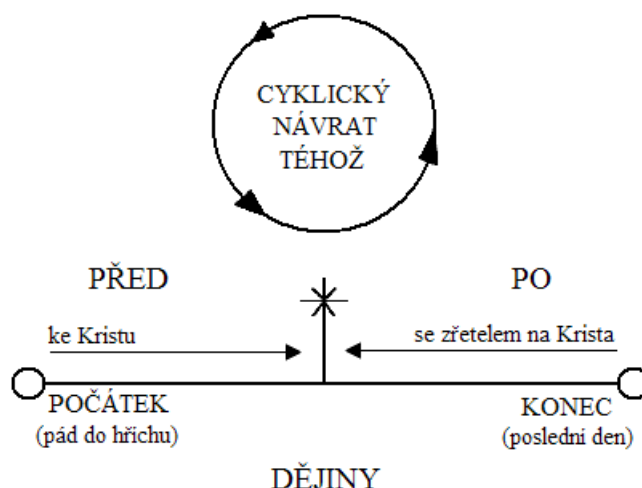 CYKLICKÝ
NÁVRAT
TÉHOŽ
PŘED
PO
ke Kristu
se zřetelem na Krista
POČÁTEK
(pád do hříchu)
KONEC
(poslední den)
DĚJINY